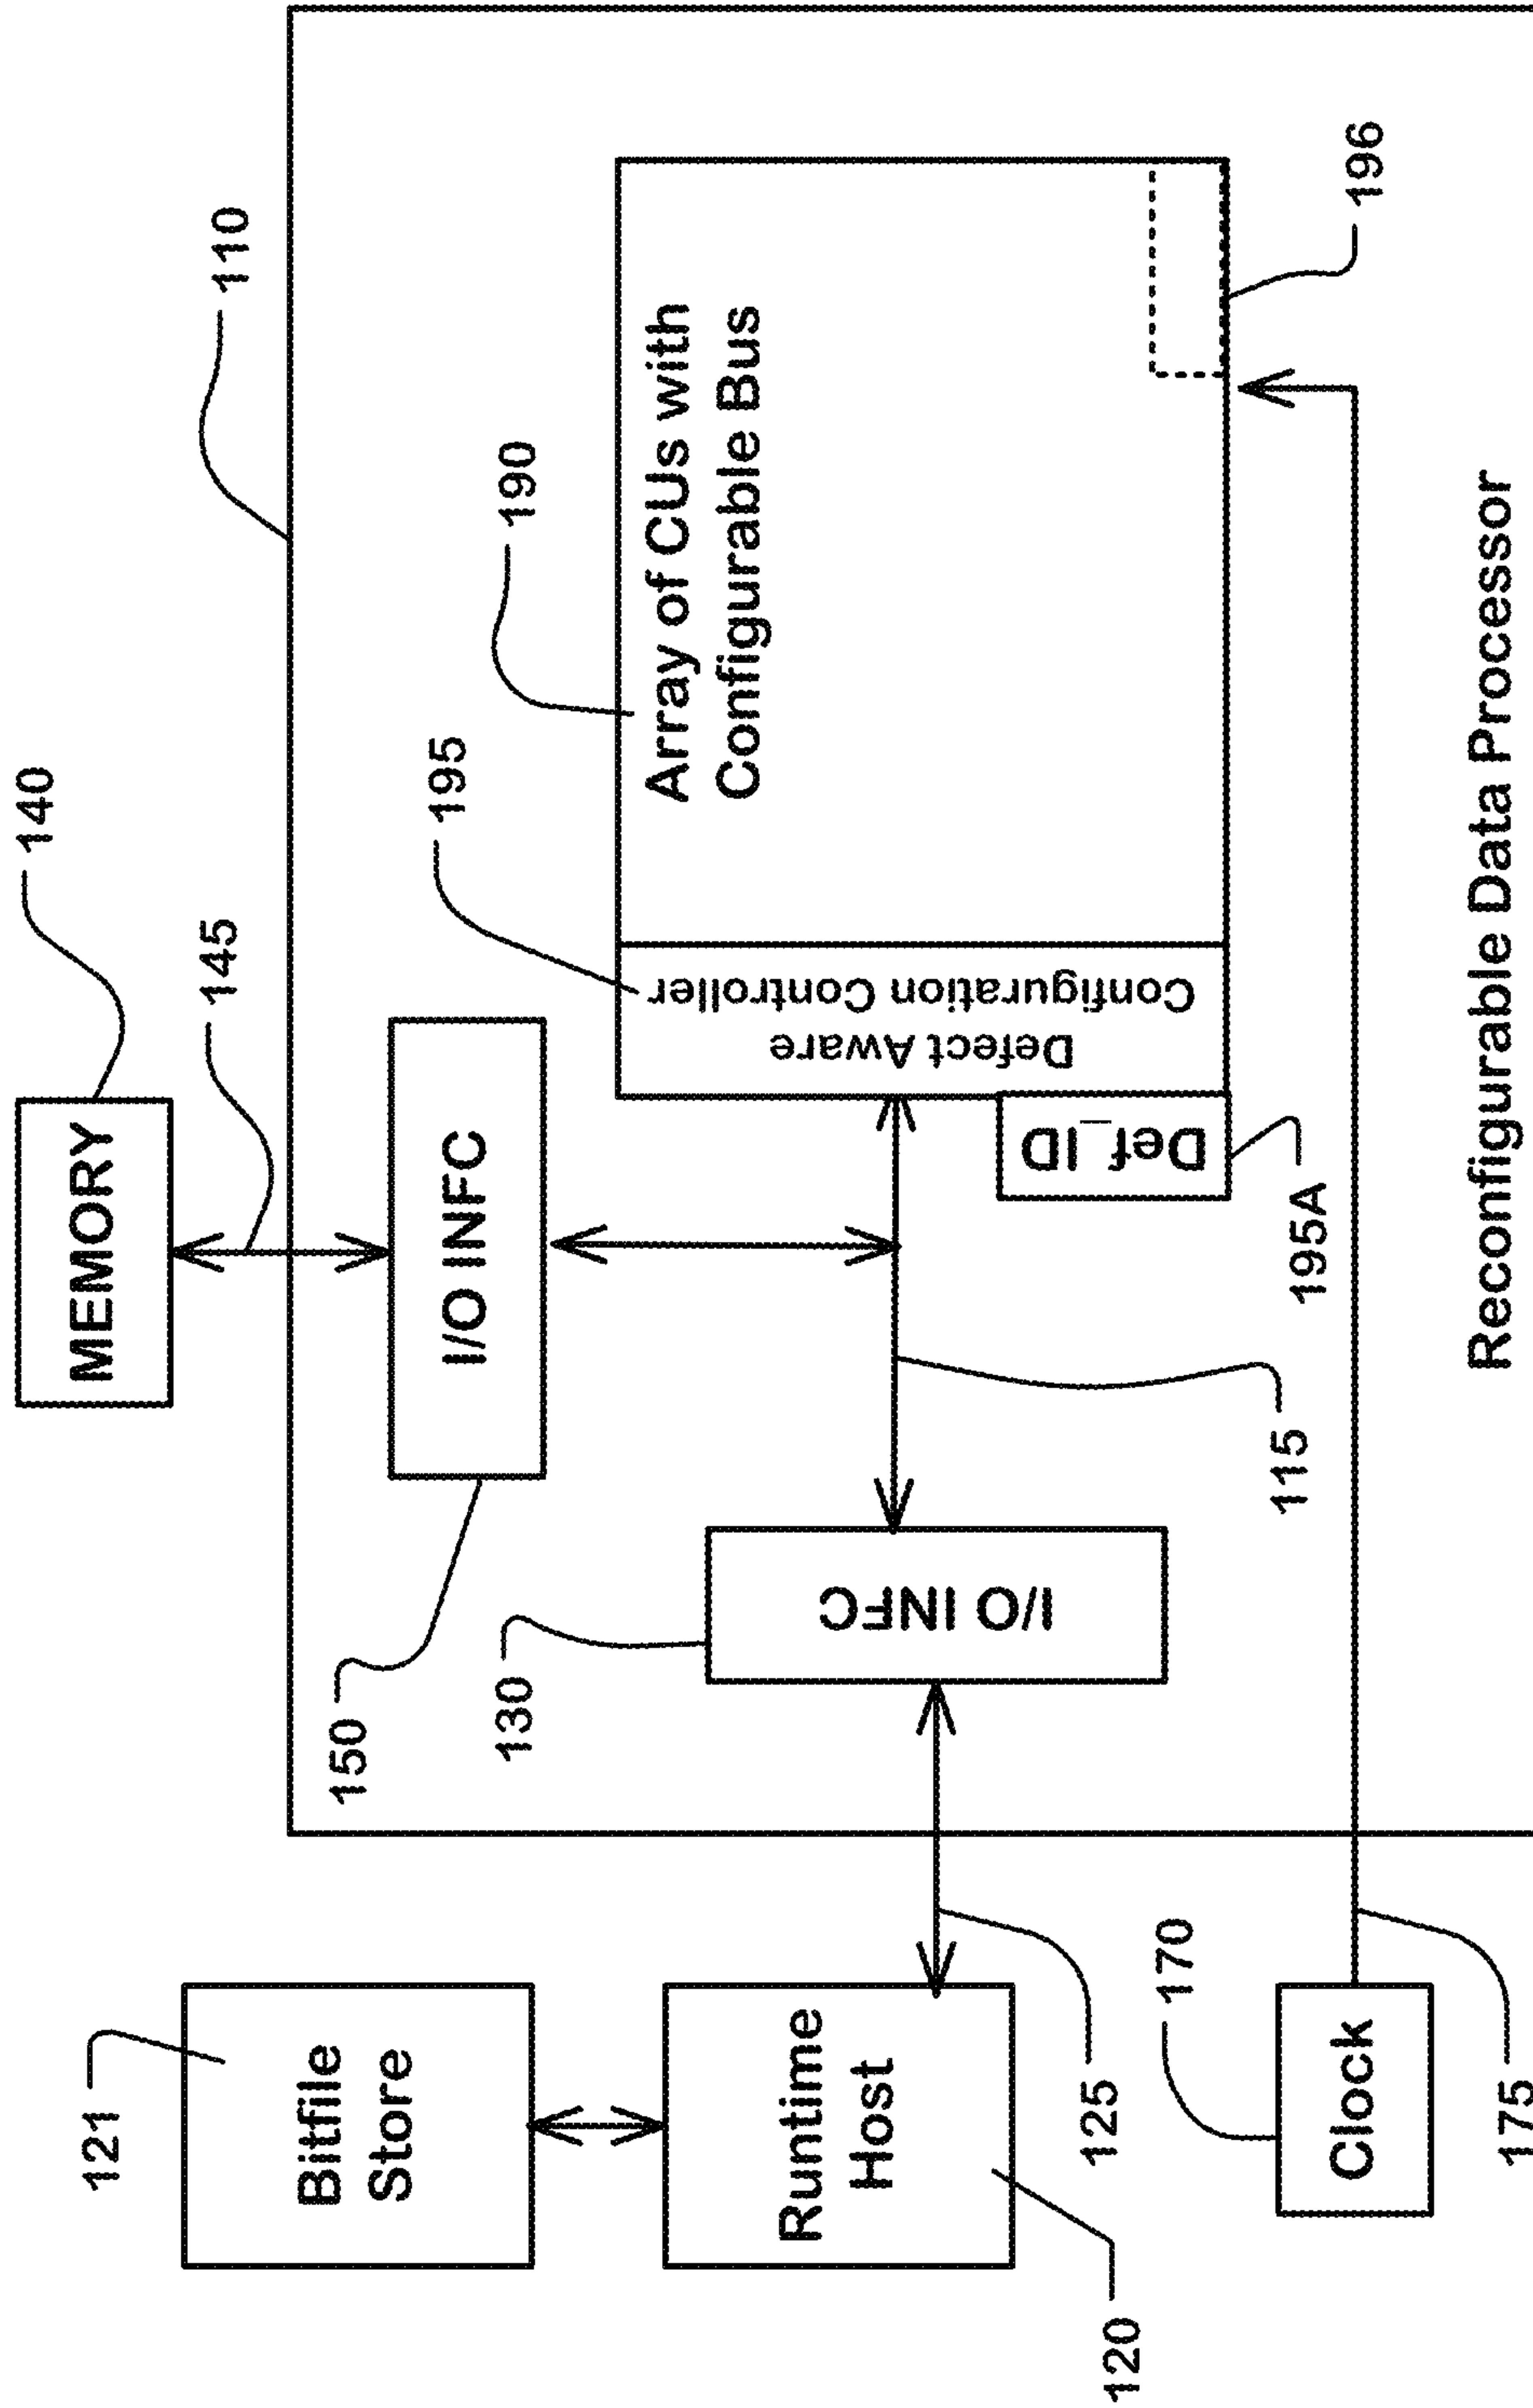 140
MEMORY
145
110
121
Bitfile
Store
150
I/O INFC
195
190
Array of CUs with
Configurable Bus
Defect Aware
Configuration Controller
130
I/O INFC
Runtime
Host
Def_ID
120
125
115
195A
196
170
Clock
175
Reconfigurable Data Processor